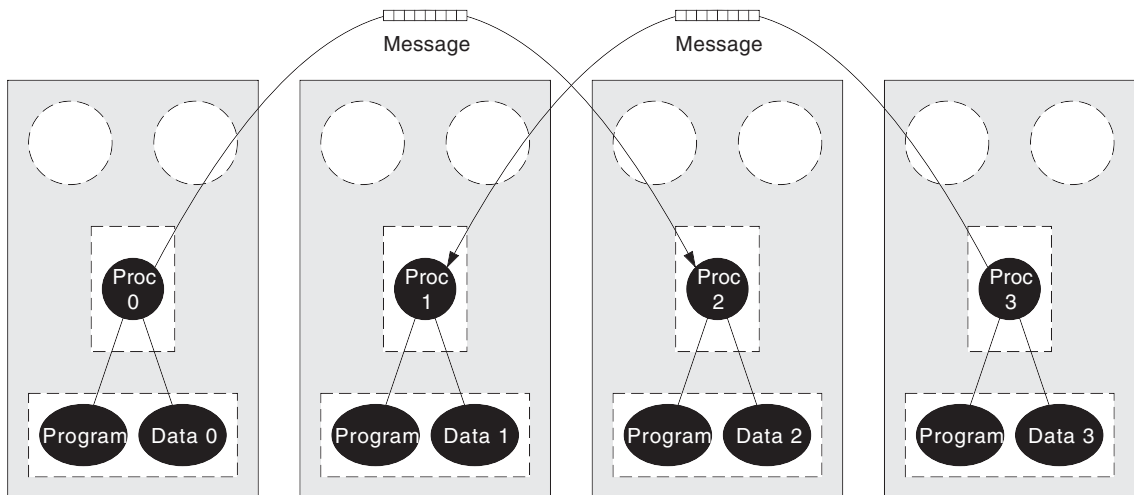 Message
Message
Proc
0
Proc
1
Proc
2
Proc
3
Program
Data 0
Program
Data 1
Program
Data 2
Program
Data 3